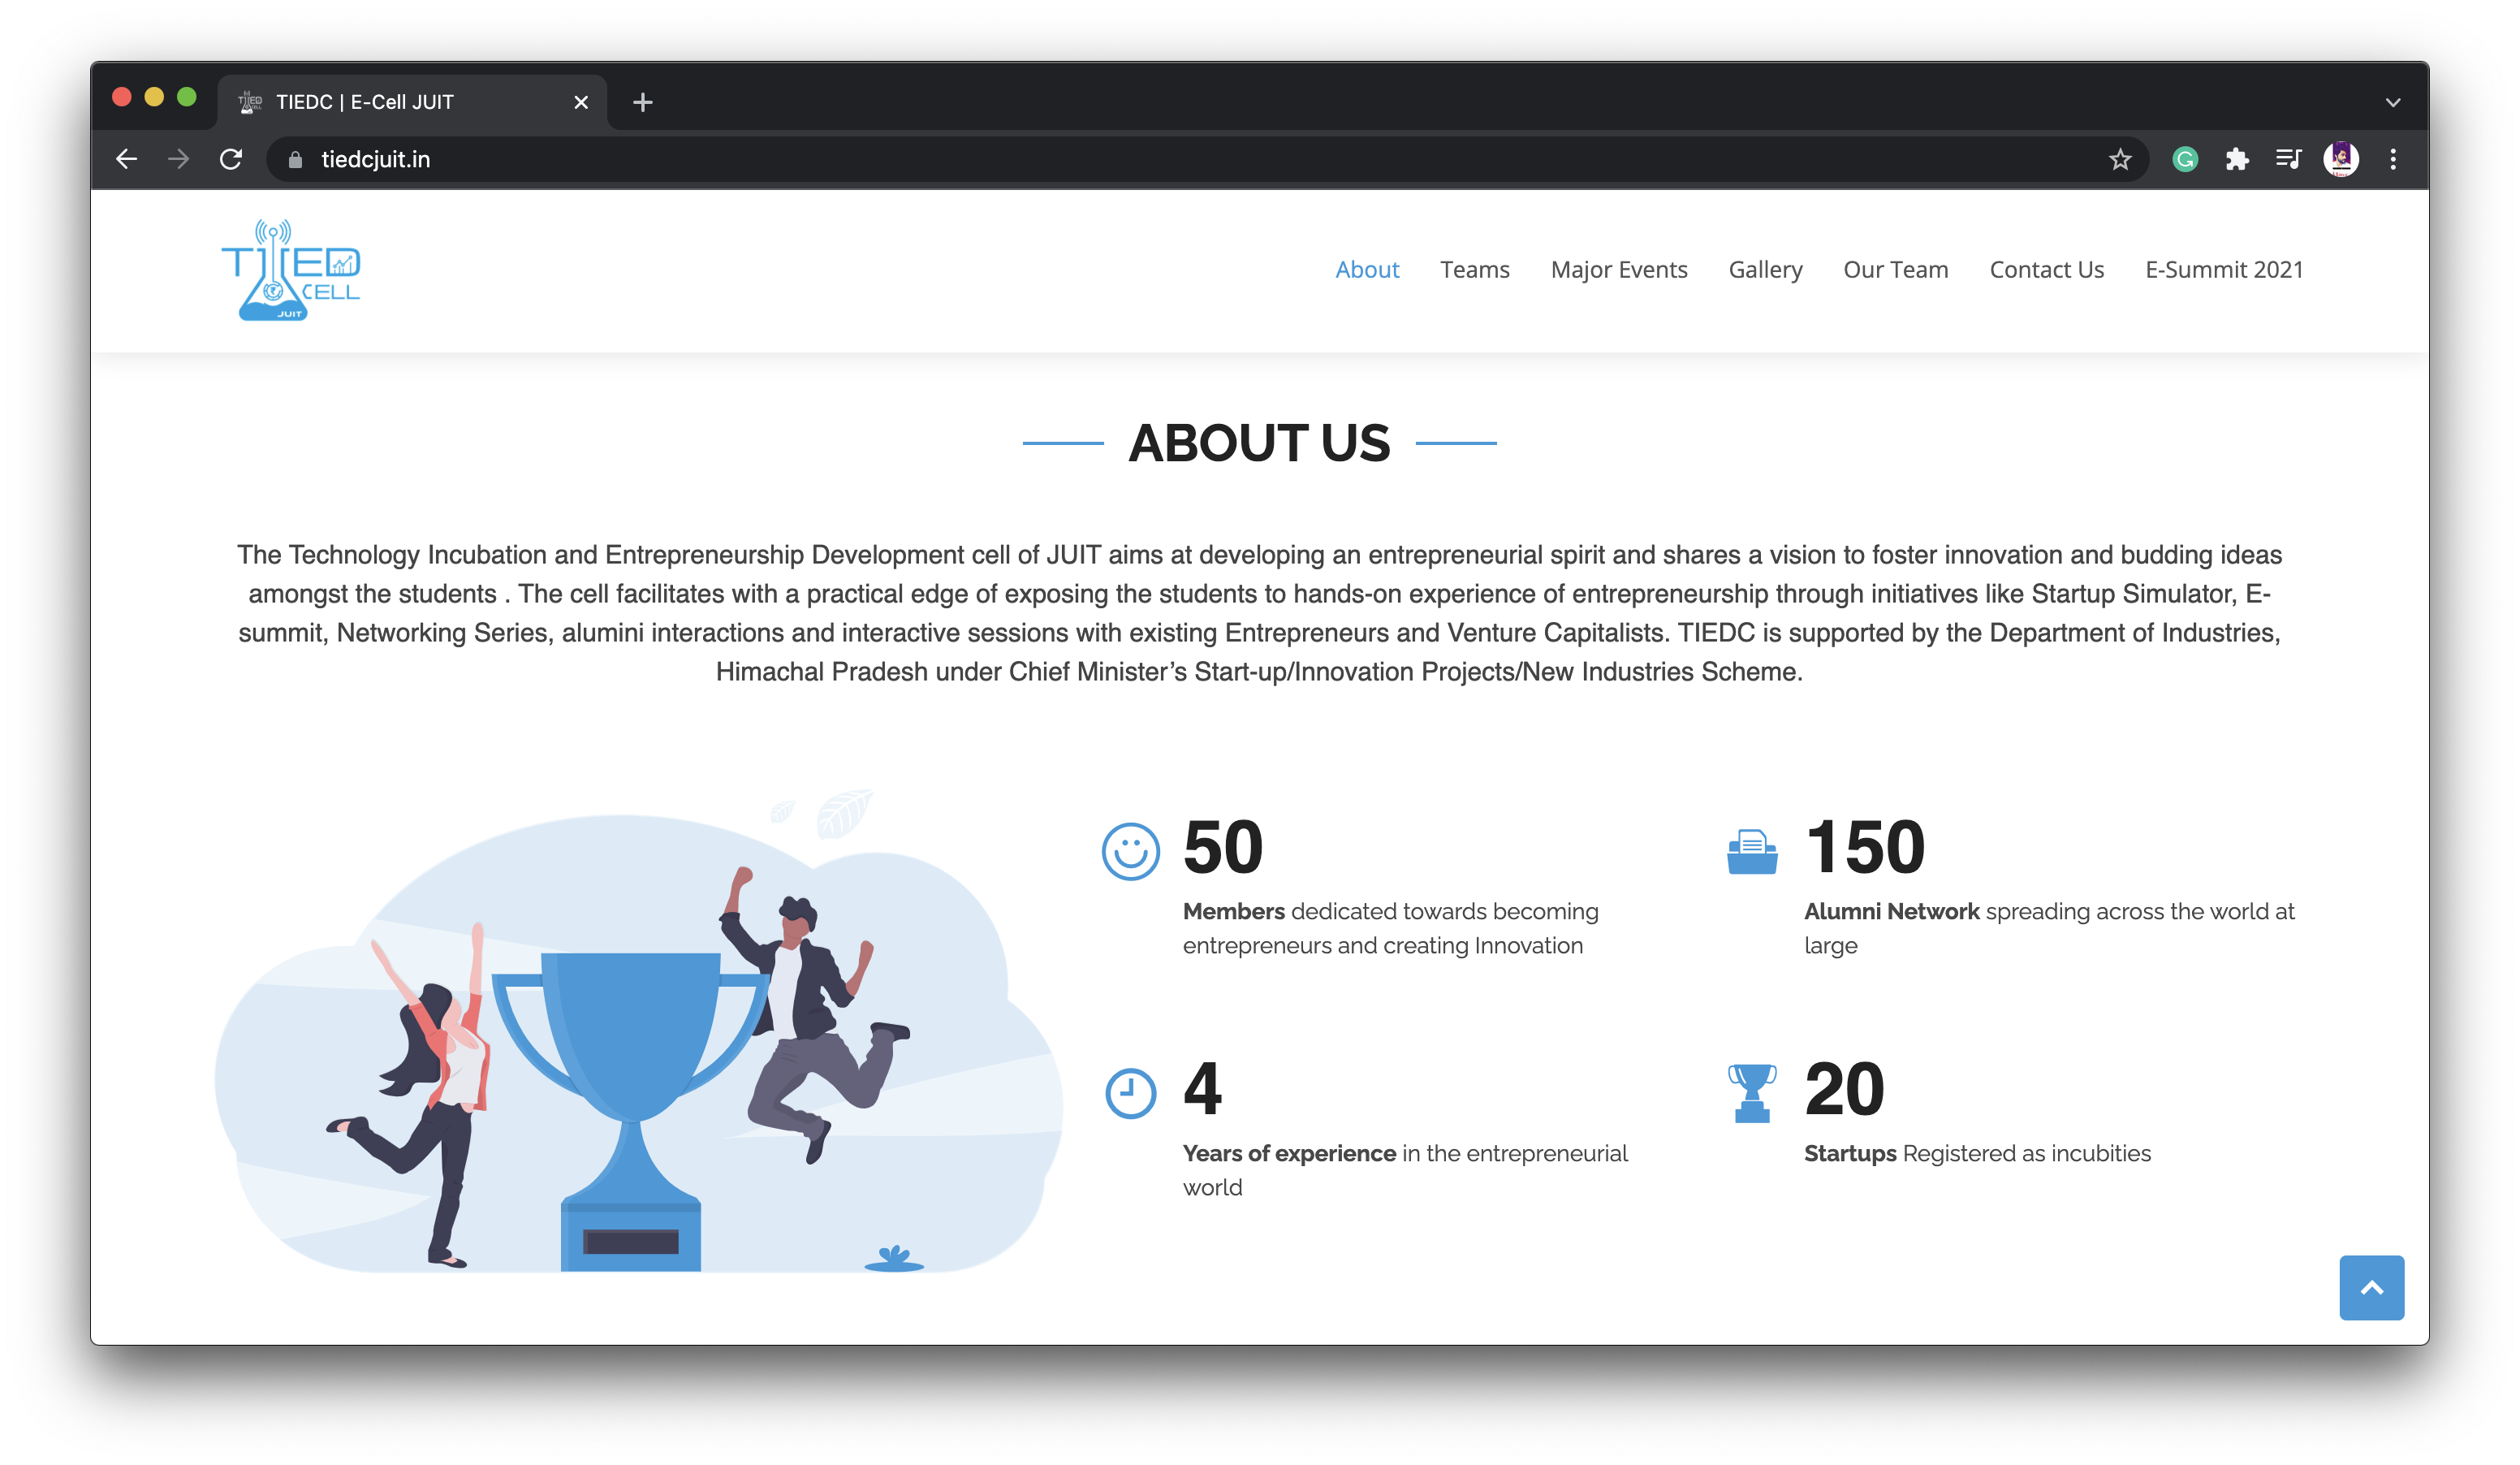 TIEDC | E-Cell JUIT
tiedcjuit.in
TIED
CELL
JUIT
About Teams Major Events Gallery Our Team Contact Us E-Summit 2021
ABOUT US
The Technology Incubation and Entrepreneurship Development cell of JUIT aims at developing an entrepreneurial spirit and shares a vision to foster innovation and budding ideas
amongst the students . The cell facilitates with a practical edge of exposing the students to hands-on experience of entrepreneurship through initiatives like Startup Simulator, E-
summit, Networking Series, alumini interactions and interactive sessions with existing Entrepreneurs and Venture Capitalists. TIEDC is supported by the Department of Industries,
Himachal Pradesh under Chief Minister’s Start-up/Innovation Projects/New Industries Scheme.
50
Members dedicated towards becoming
entrepreneurs and creating Innovation
150
Alumni Network spreading across the world at
large
4
Years of experience in the entrepreneurial
world
20
Startups Registered as incubities